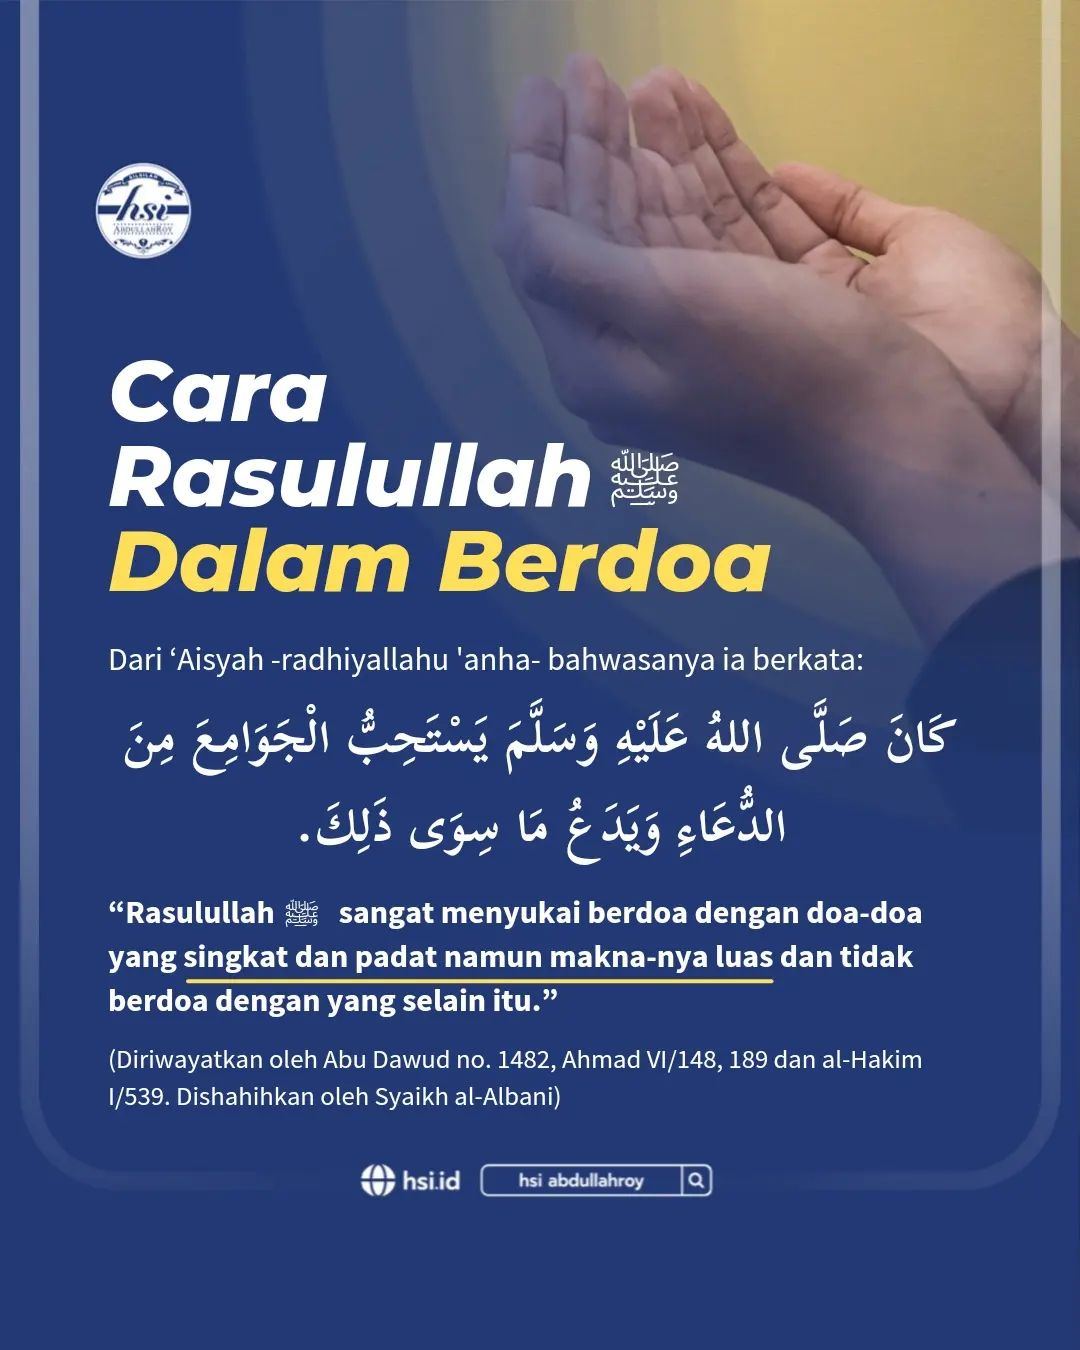 hsi
ABDULLAHROY
Cara
Rasulullah ﷺ
Dalam Berdoa
Dari ‘Aisyah -radhiyallahu 'anha- bahwasanya ia berkata:
كَانَ صَلَّى اللهُ عَلَيْهِ وَسَلَّمَ يَسْتَحِبُّ الْجَوَامِعَ مِنَ
الدُّعَاءِ وَيَدَعُ مَا سِوَى ذَلِكَ.
“Rasulullah ﷺ sangat menyukai berdoa dengan doa-doa
yang singkat dan padat namun makna-nya luas dan tidak
berdoa dengan yang selain itu.”
(Diriwayatkan oleh Abu Dawud no. 1482, Ahmad VI/148, 189 dan al-Hakim
I/539. Dishahihkan oleh Syaikh al-Albani)
hsi.id hsi abdullahroy